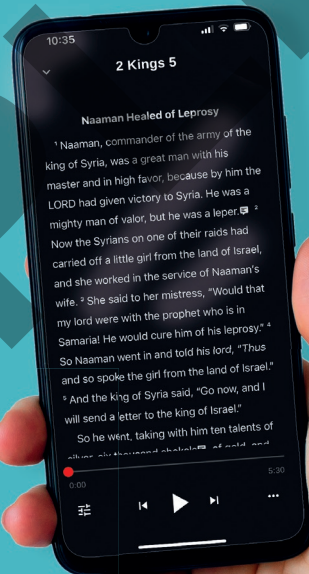 10:35
2 Kings 5
Naaman Healed of Leprosy
1 Naaman, commander of the army of the
king of Syria, was a great man with his
master and in high favor, because by him the
LORD had given victory to Syria. He was a
mighty man of valor, but he was a leper. 2
Now the Syrians on one of their raids had
carried off a little girl from the land of Israel,
and she worked in the service of Naaman's
wife. 3 She said to her mistress, “Would that
my lord were with the prophet who is in
Samaria! He would cure him of his leprosy.” 4
So Naaman went in and told his lord, “Thus
and so spoke the girl from the land of Israel.”
5 And the king of Syria said, “Go now, and I
will send a letter to the king of Israel.”
So he went, taking with him ten talents of
silver, six thousand shekels of gold, and
0:00
5:30